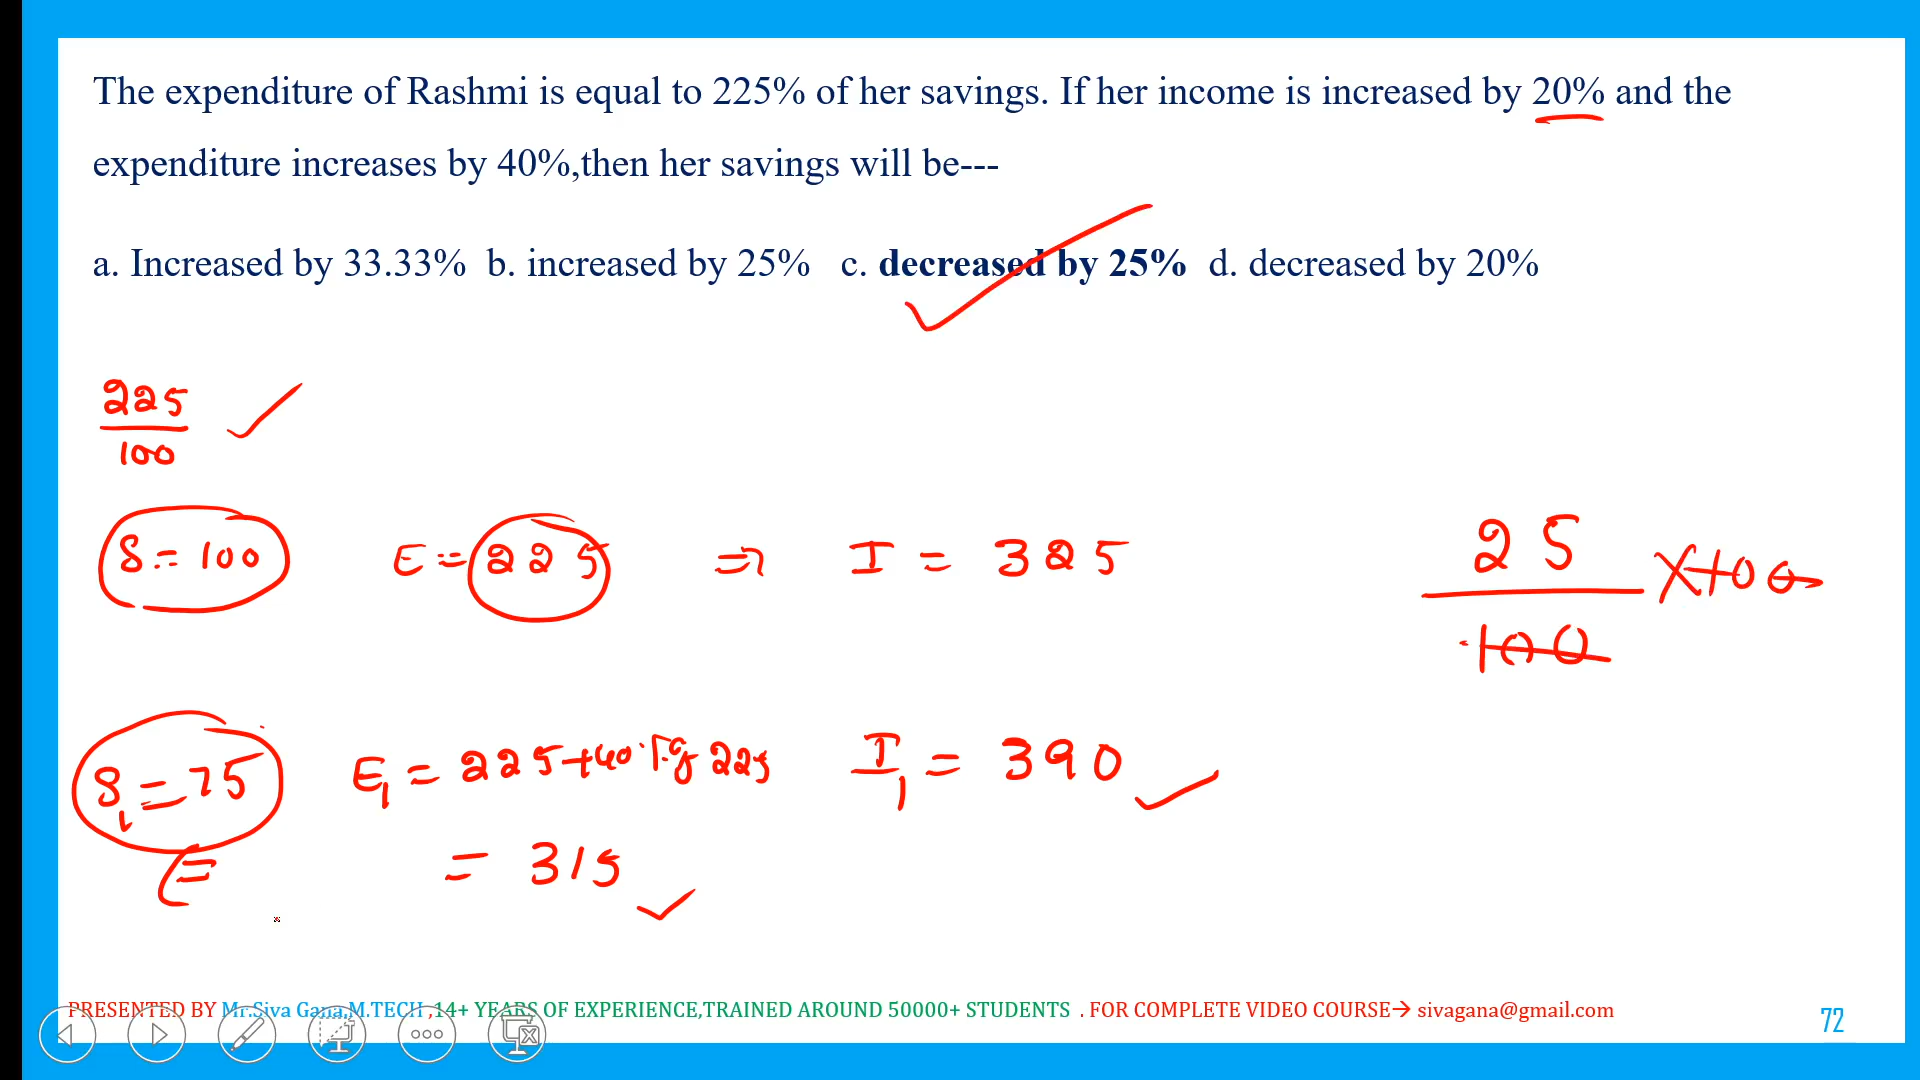 The expenditure of Rashmi is equal to 225% of her savings. If her income is increased by 20% and the
expenditure increases by 40%,then her savings will be---
a. Increased by 33.33% b. increased by 25% c. decreased by 25% d. decreased by 20%
225
100
S = 100 E = 225 ⇒ I = 325
25
100
×100
S₁ = 75 E₁ = 225+40% of 225 I₁ = 390
= 315
PRESENTED BY Mr.Siva Gana,M.TECH ,14+ YEARS OF EXPERIENCE,TRAINED AROUND 50000+ STUDENTS . FOR COMPLETE VIDEO COURSE→ sivagana@gmail.com
72